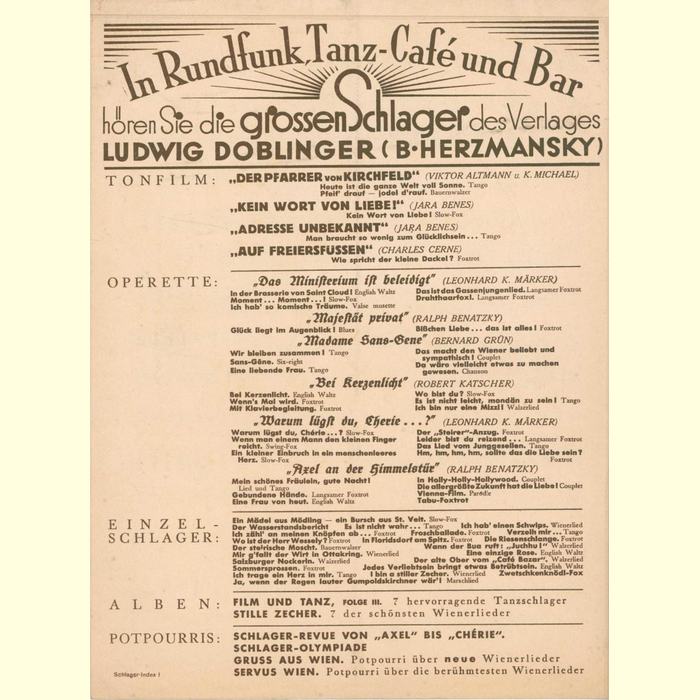 In Rundfunk, Tanz-Café und Bar
hören Sie die grossen Schlager des Verlages
LUDWIG DOBLINGER (B·HERZMANSKY)
TONFILM: „DER PFARRER VON KIRCHFELD“ (VIKTOR ALTMANN u. K. MICHAEL)
Heute ist die ganze Welt voll Sonne. Tango
Pfeif' drauf — jodel d'rauf. Bauernwalzer
„KEIN WORT VON LIEBE!“ (JARA BENES)
Kein Wort von Liebe! Slow-Fox
„ADRESSE UNBEKANNT“ (JARA BENES)
Man braucht so wenig zum Glücklichsein... Tango
„AUF FREIERSFÜSSEN“ (CHARLES CERNE)
Wie spricht der kleine Dackel? Foxtrot
OPERETTE: „Das Ministerium ist beleidigt“ (LEONHARD K. MÄRKER)
In der Brasserie von Saint Cloud! English Waltz Das ist das Gassenjungenlied. Langsamer Foxtrot
Moment... Moment...! Slow-Fox Drahthaarfoxl. Langsamer Foxtrot
Ich hab' so komische Träume. Valse musette
„Majestät privat“ (RALPH BENATZKY)
Glück liegt im Augenblick! Blues Bißchen Liebe... das ist alles! Foxtrot
„Madame Sans-Gene“ (BERNARD GRÜN)
Wir bleiben zusammen! Tango Das macht den Wiener beliebt und
Sans-Gêne. Six-eight sympathisch! Couplet
Eine liebende Frau. Tango Da wäre vielleicht etwas zu machen
gewesen. Chanson
„Bei Kerzenlicht“ (ROBERT KATSCHER)
Bei Kerzenlicht. English Waltz Wo bist du? Slow-Fox
Wenn's Mai wird. Foxtrot Es ist nicht leicht, mondän zu sein! Tango
Mit Klavierbegleitung. Foxtrot Ich bin nur eine Mizzi! Walzerlied
„Warum lügst du, Cherie...?“ (LEONHARD K. MÄRKER)
Warum lügst du, Chérie...? Slow-Fox Der „Steirer“-Anzug. Foxtrot
Wenn man einem Mann den kleinen Finger Leider bist du reizend... Langsamer Foxtrot
reicht. Swing-Fox Das Lied vom Junggesellen. Tango
Ein kleiner Einbruch in ein menschenleeres Hm, hm, hm, hm, sollte das die Liebe sein?
Herz. Slow-Fox Foxtrot
„Axel an der Himmelstür“ (RALPH BENATZKY)
Mein schönes Fräulein, gute Nacht! In Holly-Holly-Hollywood. Couplet
Lied und Tango Die allergrößte Zukunft hat die Liebe! Couplet
Gebundene Hände. Langsamer Foxtrot Vienna-Film. Parodie
Eine Frau von heut. English Waltz Tabu-Foxtrot
EINZEL- Ein Mädel aus Mödling — ein Bursch aus St. Veit. Slow-Fox
SCHLAGER: Der Wasserstandsbericht Es ist nicht wahr... Tango Ich hab' einen Schwips. Wienerlied
Ich zähl' an meinen Knöpfen ab... Foxtrot Froschballade. Foxtrot Verzeih mir... Tango
Wo ist der Herr Wessely? Foxtrot In Floridsdorf am Spitz. Foxtrot Die Riesenschlange. Foxtrot
Der steirische Moscht. Bauernwalzer Wann der Bua ruft: „Juchhu!“ Walzerlied
Mir g'fallt der Wirt in Ottakring. Wienerlied Eine einzige Rose. English Waltz
Salzburger Nockerln. Walzerlied Der alte Ober vom „Café Bazar“. Walzerlied
Sommersprossen. Foxtrot Jedes Verliebtsein bringt etwas Betrübtsein. English Waltz
Ich trage ein Herz in mir. Tango I bin a stiller Zecher. Wienerlied Zwetschkenknödl-Fox
Ja, wenn der Regen lauter Gumpoldskirchner wär'! Marschlied
ALBEN: FILM UND TANZ, FOLGE III. 7 hervorragende Tanzschlager
STILLE ZECHER. 7 der schönsten Wienerlieder
POTPOURRIS: SCHLAGER-REVUE VON „AXEL“ BIS „CHÉRIE“.
SCHLAGER-OLYMPIADE
GRUSS AUS WIEN. Potpourri über neue Wienerlieder
Schlager-Index I SERVUS WIEN. Potpourri über die berühmtesten Wienerlieder